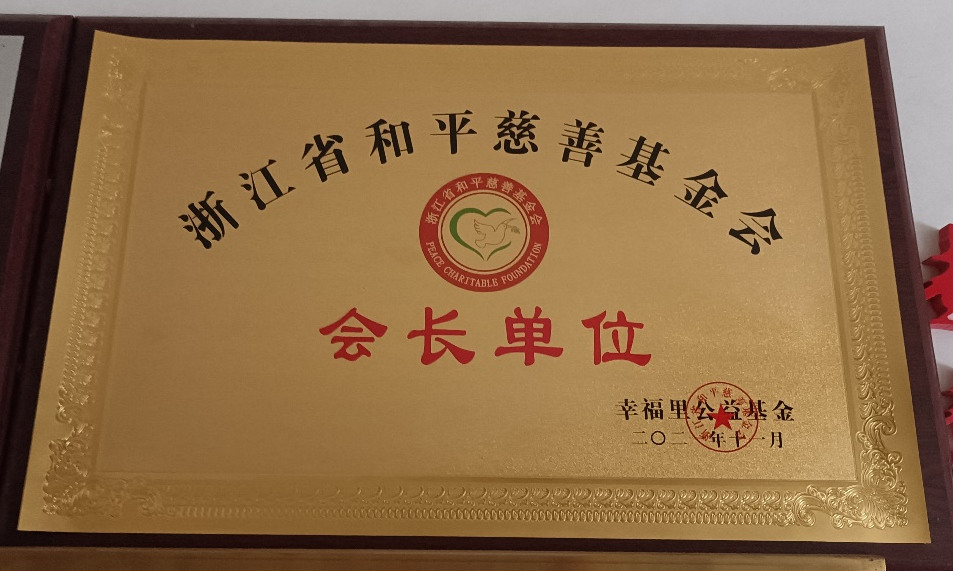 浙江省和平慈善基金会
浙江省和平慈善基金会
PEACE CHARITABLE FOUNDATION
会长单位
幸福里公益基金
二〇二 年十一月